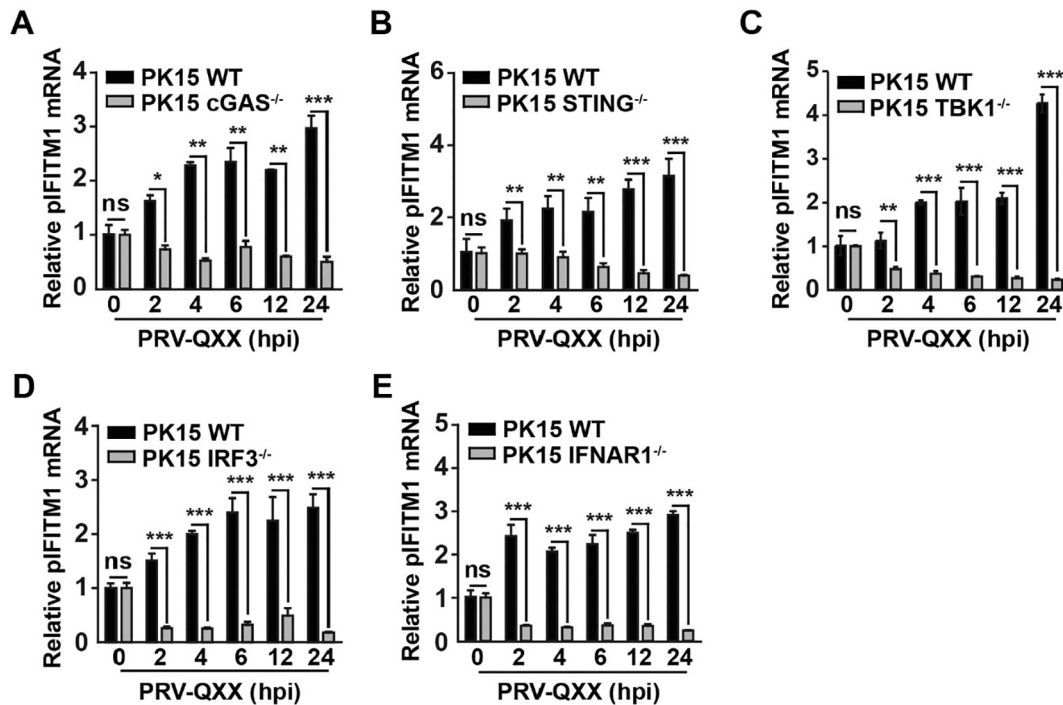 A
Relative pIFITM1 mRNA
4
3
2
1
0
PK15 WT
PK15 cGAS-/-
ns
*
**
**
**
***
0 2 4 6 12 24
PRV-QXX (hpi)
B
Relative pIFITM1 mRNA
6
4
2
0
PK15 WT
PK15 STING-/-
ns
**
**
**
***
***
0 2 4 6 12 24
PRV-QXX (hpi)
C
Relative pIFITM1 mRNA
5
4
3
2
1
0
PK15 WT
PK15 TBK1-/-
ns
**
***
***
***
***
0 2 4 6 12 24
PRV-QXX (hpi)
D
Relative pIFITM1 mRNA
4
3
2
1
0
PK15 WT
PK15 IRF3-/-
ns
***
***
***
***
***
0 2 4 6 12 24
PRV-QXX (hpi)
E
Relative pIFITM1 mRNA
5
4
3
2
1
0
PK15 WT
PK15 IFNAR1-/-
ns
***
***
***
***
***
0 2 4 6 12 24
PRV-QXX (hpi)